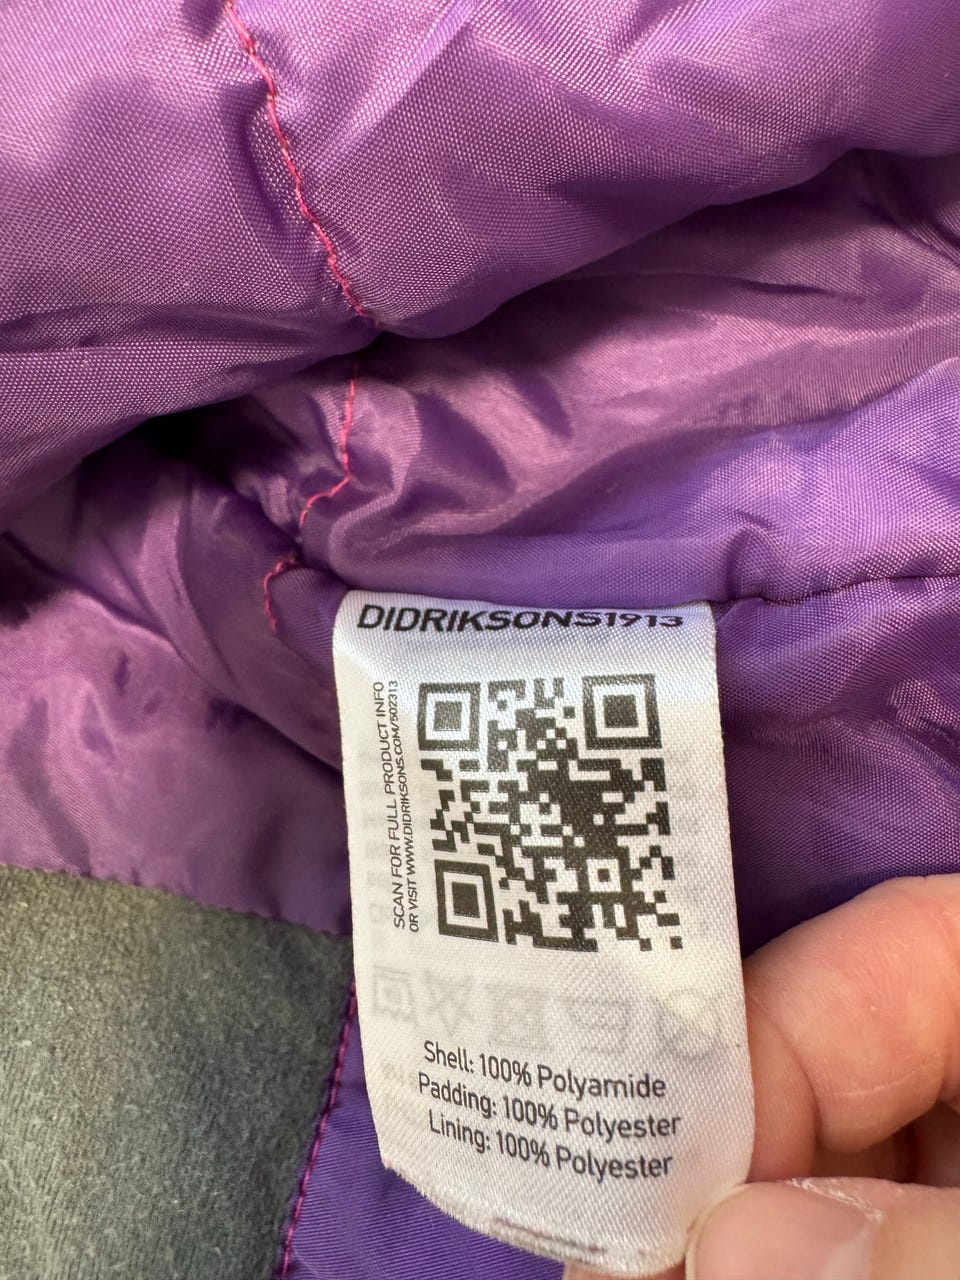 DIDRIKSONS1913
SCAN FOR FULL PRODUCT INFO
OR VISIT WWW.DIDRIKSONS.COM/502313
Shell: 100% Polyamide
Padding: 100% Polyester
Lining: 100% Polyester